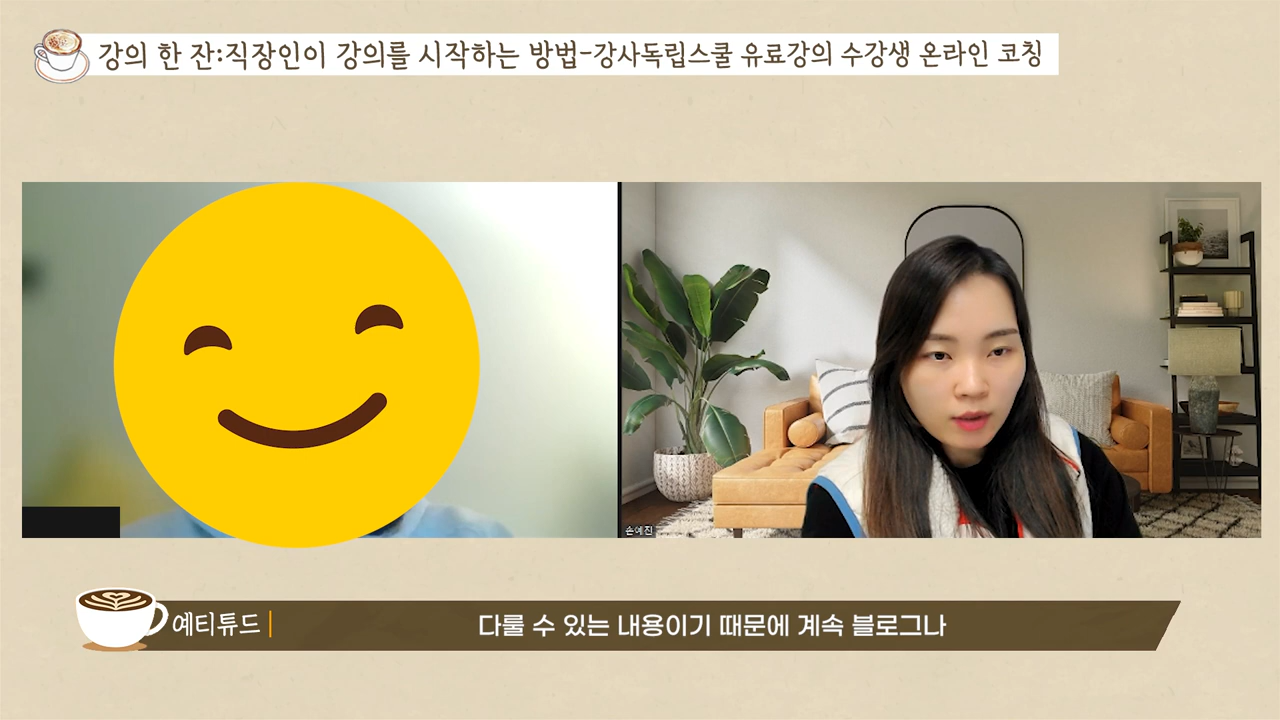 강의 한 잔:직장인이 강의를 시작하는 방법-강사독립스쿨 유료강의 수강생 온라인 코칭
손예진
예티튜드
다룰 수 있는 내용이기 때문에 계속 블로그나